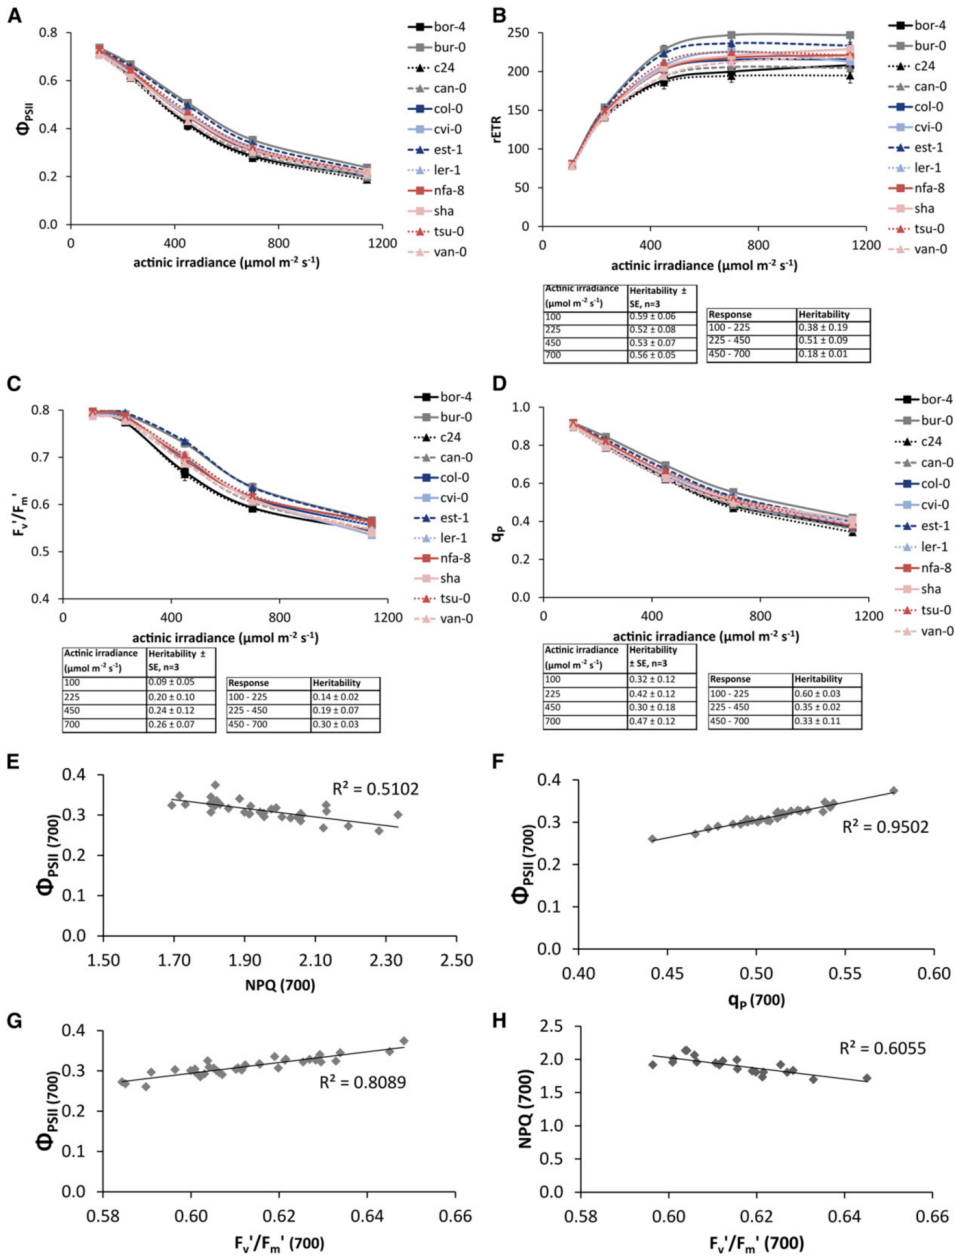 A
ΦPSII
0.8
0.6
0.4
0.2
0.0
0
400
800
1200
actinic irradiance (µmol m-2 s-1)
bor-4
bur-0
c24
can-0
col-0
cvi-0
est-1
ler-1
nfa-8
sha
tsu-0
van-0
B
rETR
250
200
150
100
50
0
0
400
800
1200
actinic irradiance (µmol m-2 s-1)
bor-4
bur-0
c24
can-0
col-0
cvi-0
est-1
ler-1
nfa-8
sha
tsu-0
van-0
Actinic irradiance Heritability ±
(µmol m-2 s-1) SE, n=3
100 0.59 ± 0.06
225 0.52 ± 0.08
450 0.53 ± 0.07
700 0.56 ± 0.05
Response Heritability
100 - 225 0.38 ± 0.19
225 - 450 0.51 ± 0.09
450 - 700 0.18 ± 0.01
C
Fv'/Fm'
0.8
0.7
0.6
0.5
0.4
0
400
800
1200
actinic irradiance (µmol m-2 s-1)
bor-4
bur-0
c24
can-0
col-0
cvi-0
est-1
ler-1
nfa-8
sha
tsu-0
van-0
Actinic irradiance Heritability ±
(µmol m-2 s-1) SE, n=3
100 0.09 ± 0.05
225 0.20 ± 0.10
450 0.24 ± 0.12
700 0.26 ± 0.07
Response Heritability
100 - 225 0.14 ± 0.02
225 - 450 0.19 ± 0.07
450 - 700 0.30 ± 0.03
D
qP
1.0
0.8
0.6
0.4
0.2
0.0
0
400
800
1200
actinic irradiance (µmol m-2 s-1)
bor-4
bur-0
c24
can-0
col-0
cvi-0
est-1
ler-1
nfa-8
sha
tsu-0
van-0
Actinic irradiance Heritability
(µmol m-2 s-1) ± SE, n=3
100 0.32 ± 0.12
225 0.42 ± 0.12
450 0.30 ± 0.18
700 0.47 ± 0.12
Response Heritability
100 - 225 0.60 ± 0.03
225 - 450 0.35 ± 0.02
450 - 700 0.33 ± 0.11
E
ΦPSII (700)
0.4
0.3
0.2
0.1
0.0
R² = 0.5102
1.50 1.70 1.90 2.10 2.30 2.50
NPQ (700)
F
ΦPSII (700)
0.4
0.3
0.2
0.1
0.0
R² = 0.9502
0.40 0.45 0.50 0.55 0.60
qP (700)
G
ΦPSII (700)
0.4
0.3
0.2
0.1
0.0
R² = 0.8089
0.58 0.60 0.62 0.64 0.66
Fv'/Fm' (700)
H
NPQ (700)
2.5
2.0
1.5
1.0
0.5
0.0
R² = 0.6055
0.58 0.60 0.62 0.64 0.66
Fv'/Fm' (700)